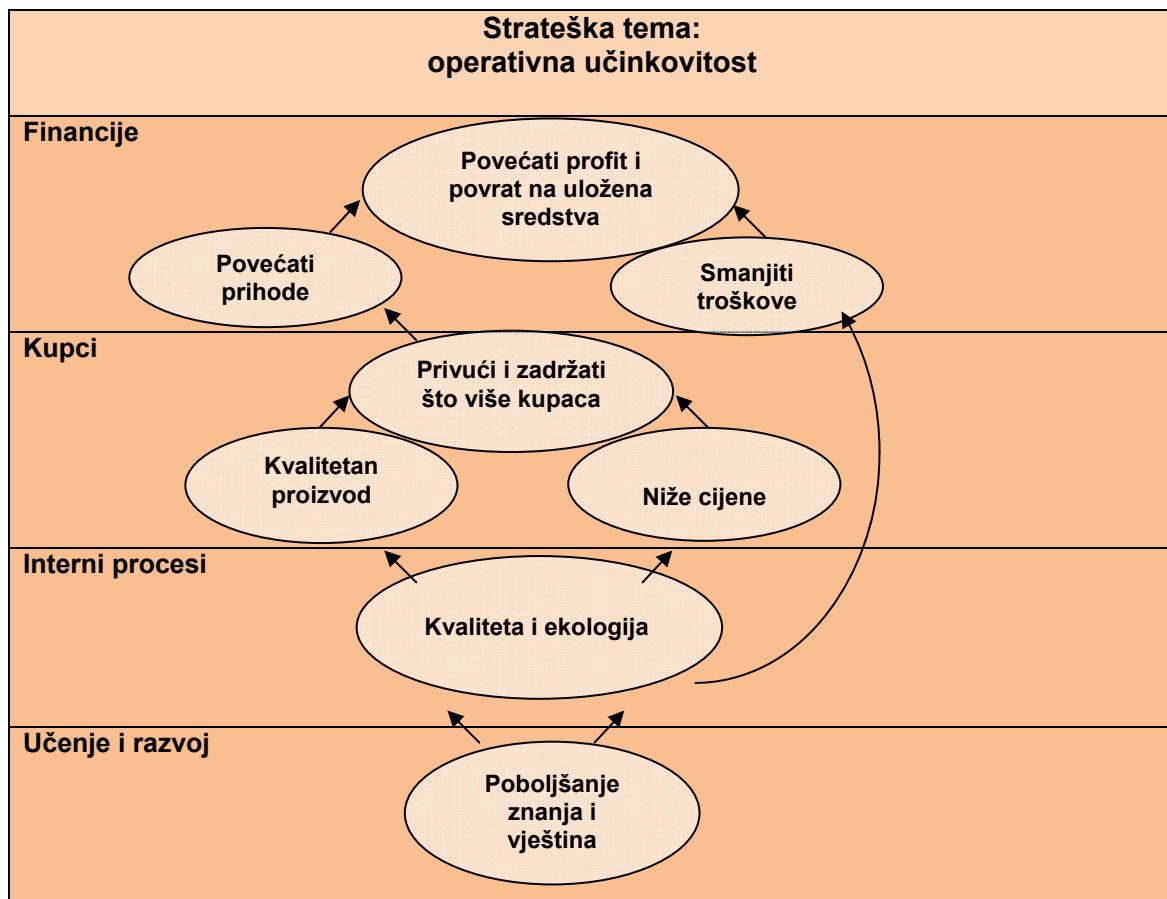 Strateška tema:
operativna učinkovitost
Financije
Povećati profit i
povrat na uložena
sredstva
Povećati
prihode
Smanjiti
troškove
Kupci
Privući i zadržati
što više kupaca
Kvalitetan
proizvod
Niže cijene
Interni procesi
Kvaliteta i ekologija
Učenje i razvoj
Poboljšanje
znanja i
vještina